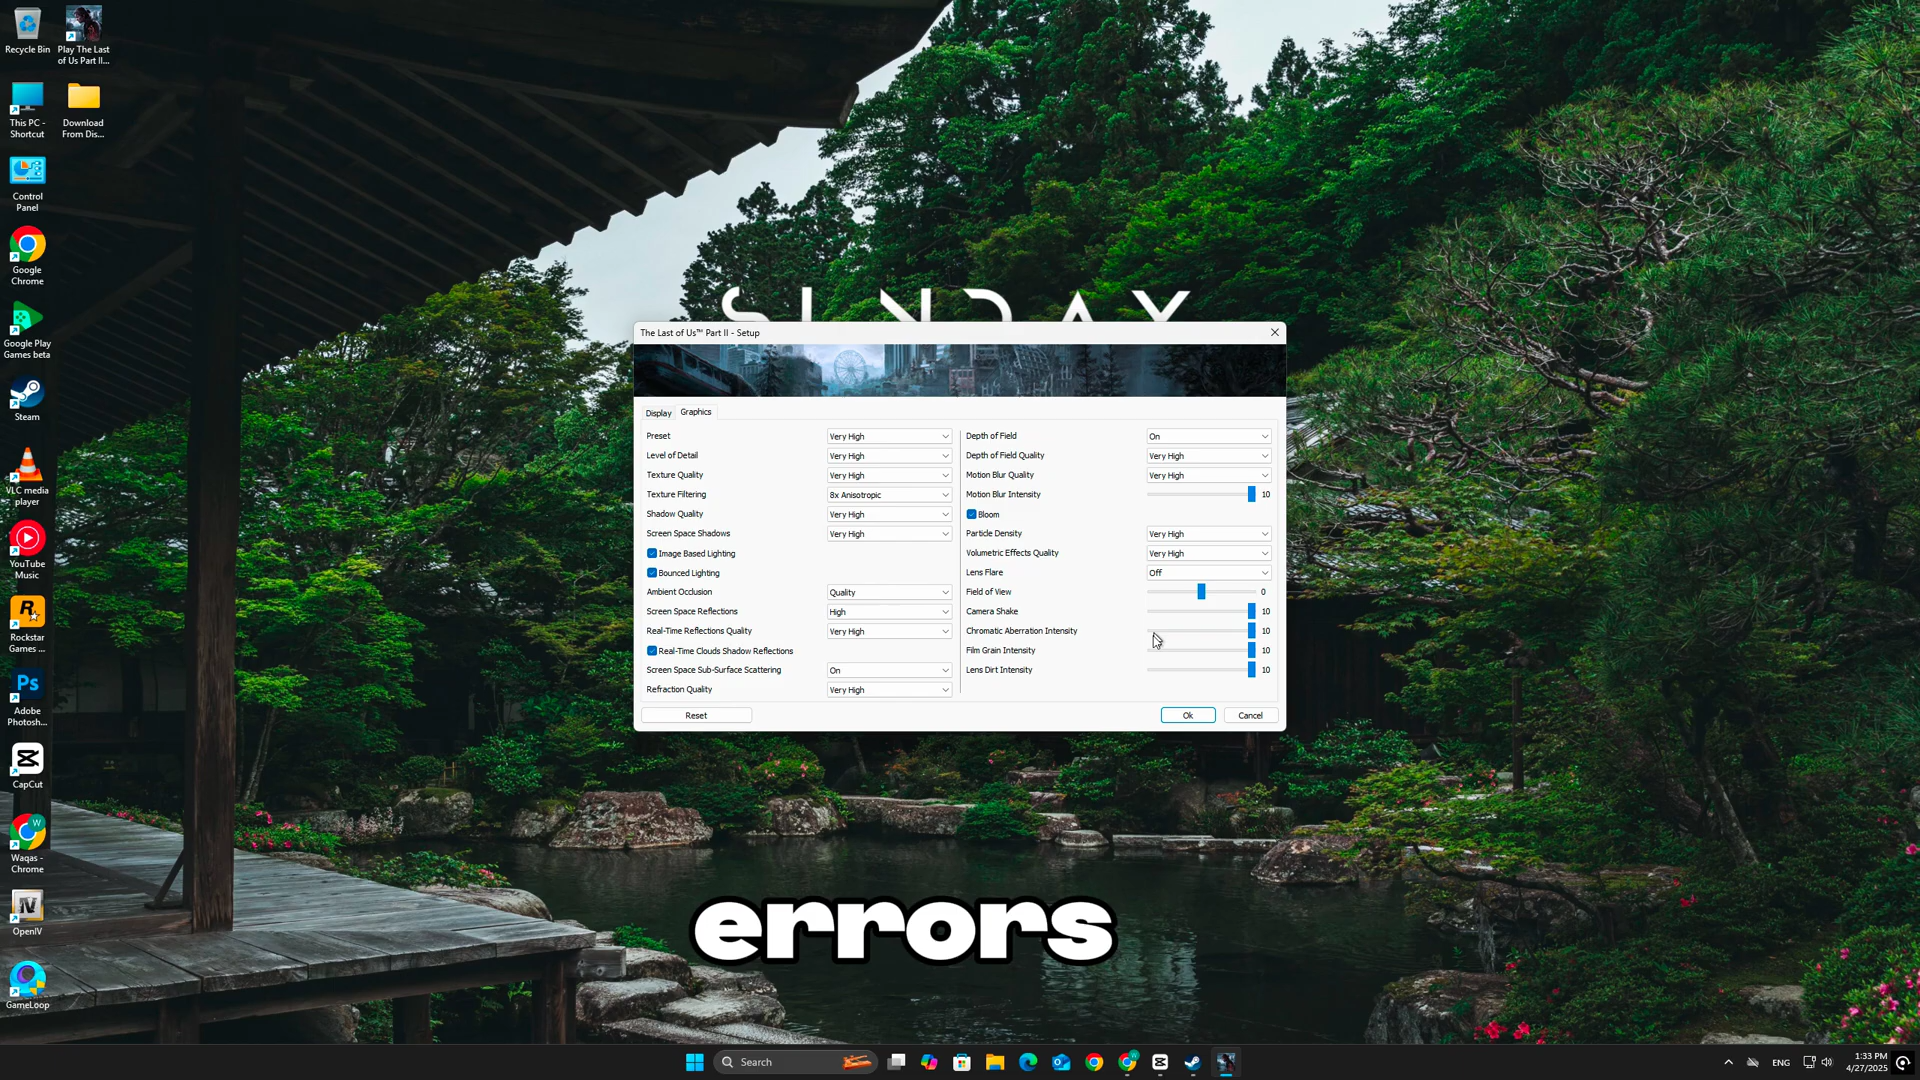 Recycle Bin
Play The Last
of Us Part II...
This PC -
Shortcut
Download
From Dis...
Control
Panel
Google
Chrome
Google Play
Games beta
Steam
VLC media
player
YouTube
Music
Rockstar
Games ...
Ps
Adobe
Photosh...
CapCut
W
Waqas -
Chrome
IV
OpenIV
GameLoop
SUNDAY
The Last of Us™ Part II - Setup
Display
Graphics
Preset
Very High
Level of Detail
Very High
Texture Quality
Very High
Texture Filtering
8x Anisotropic
Shadow Quality
Very High
Screen Space Shadows
Very High
Image Based Lighting
Bounced Lighting
Ambient Occlusion
Quality
Screen Space Reflections
High
Real-Time Reflections Quality
Very High
Real-Time Clouds Shadow Reflections
Screen Space Sub-Surface Scattering
On
Refraction Quality
Very High
Depth of Field
On
Depth of Field Quality
Very High
Motion Blur Quality
Very High
Motion Blur Intensity
10
Bloom
Particle Density
Very High
Volumetric Effects Quality
Very High
Lens Flare
Off
Field of View
0
Camera Shake
10
Chromatic Aberration Intensity
10
Film Grain Intensity
10
Lens Dirt Intensity
10
Reset
Ok
Cancel
errors
Search
ENG
1:33 PM
4/27/2025